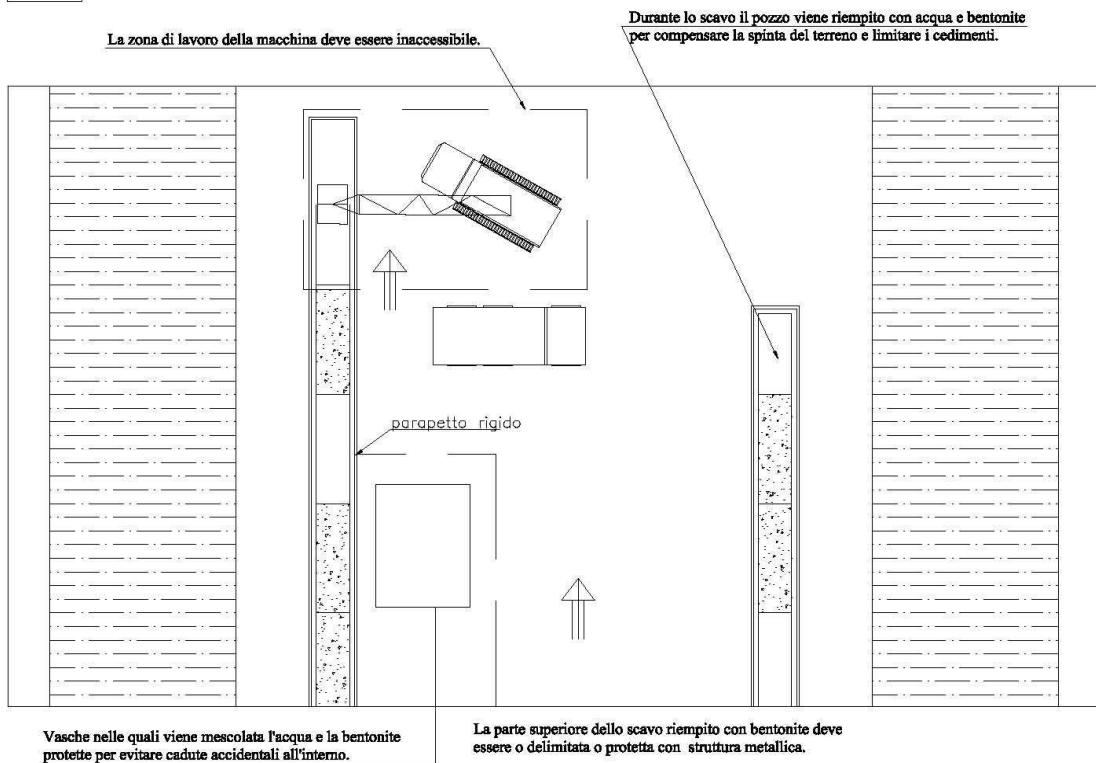 Durante lo scavo il pozzo viene riempito con acqua e bentonite
per compensare la spinta del terreno e limitare i cedimenti.
La zona di lavoro della macchina deve essere inaccessibile.
parapetto rigido
Vasche nelle quali viene mescolata l'acqua e la bentonite
protette per evitare cadute accidentali all'interno.
La parte superiore dello scavo riempito con bentonite deve
essere o delimitata o protetta con struttura metallica.